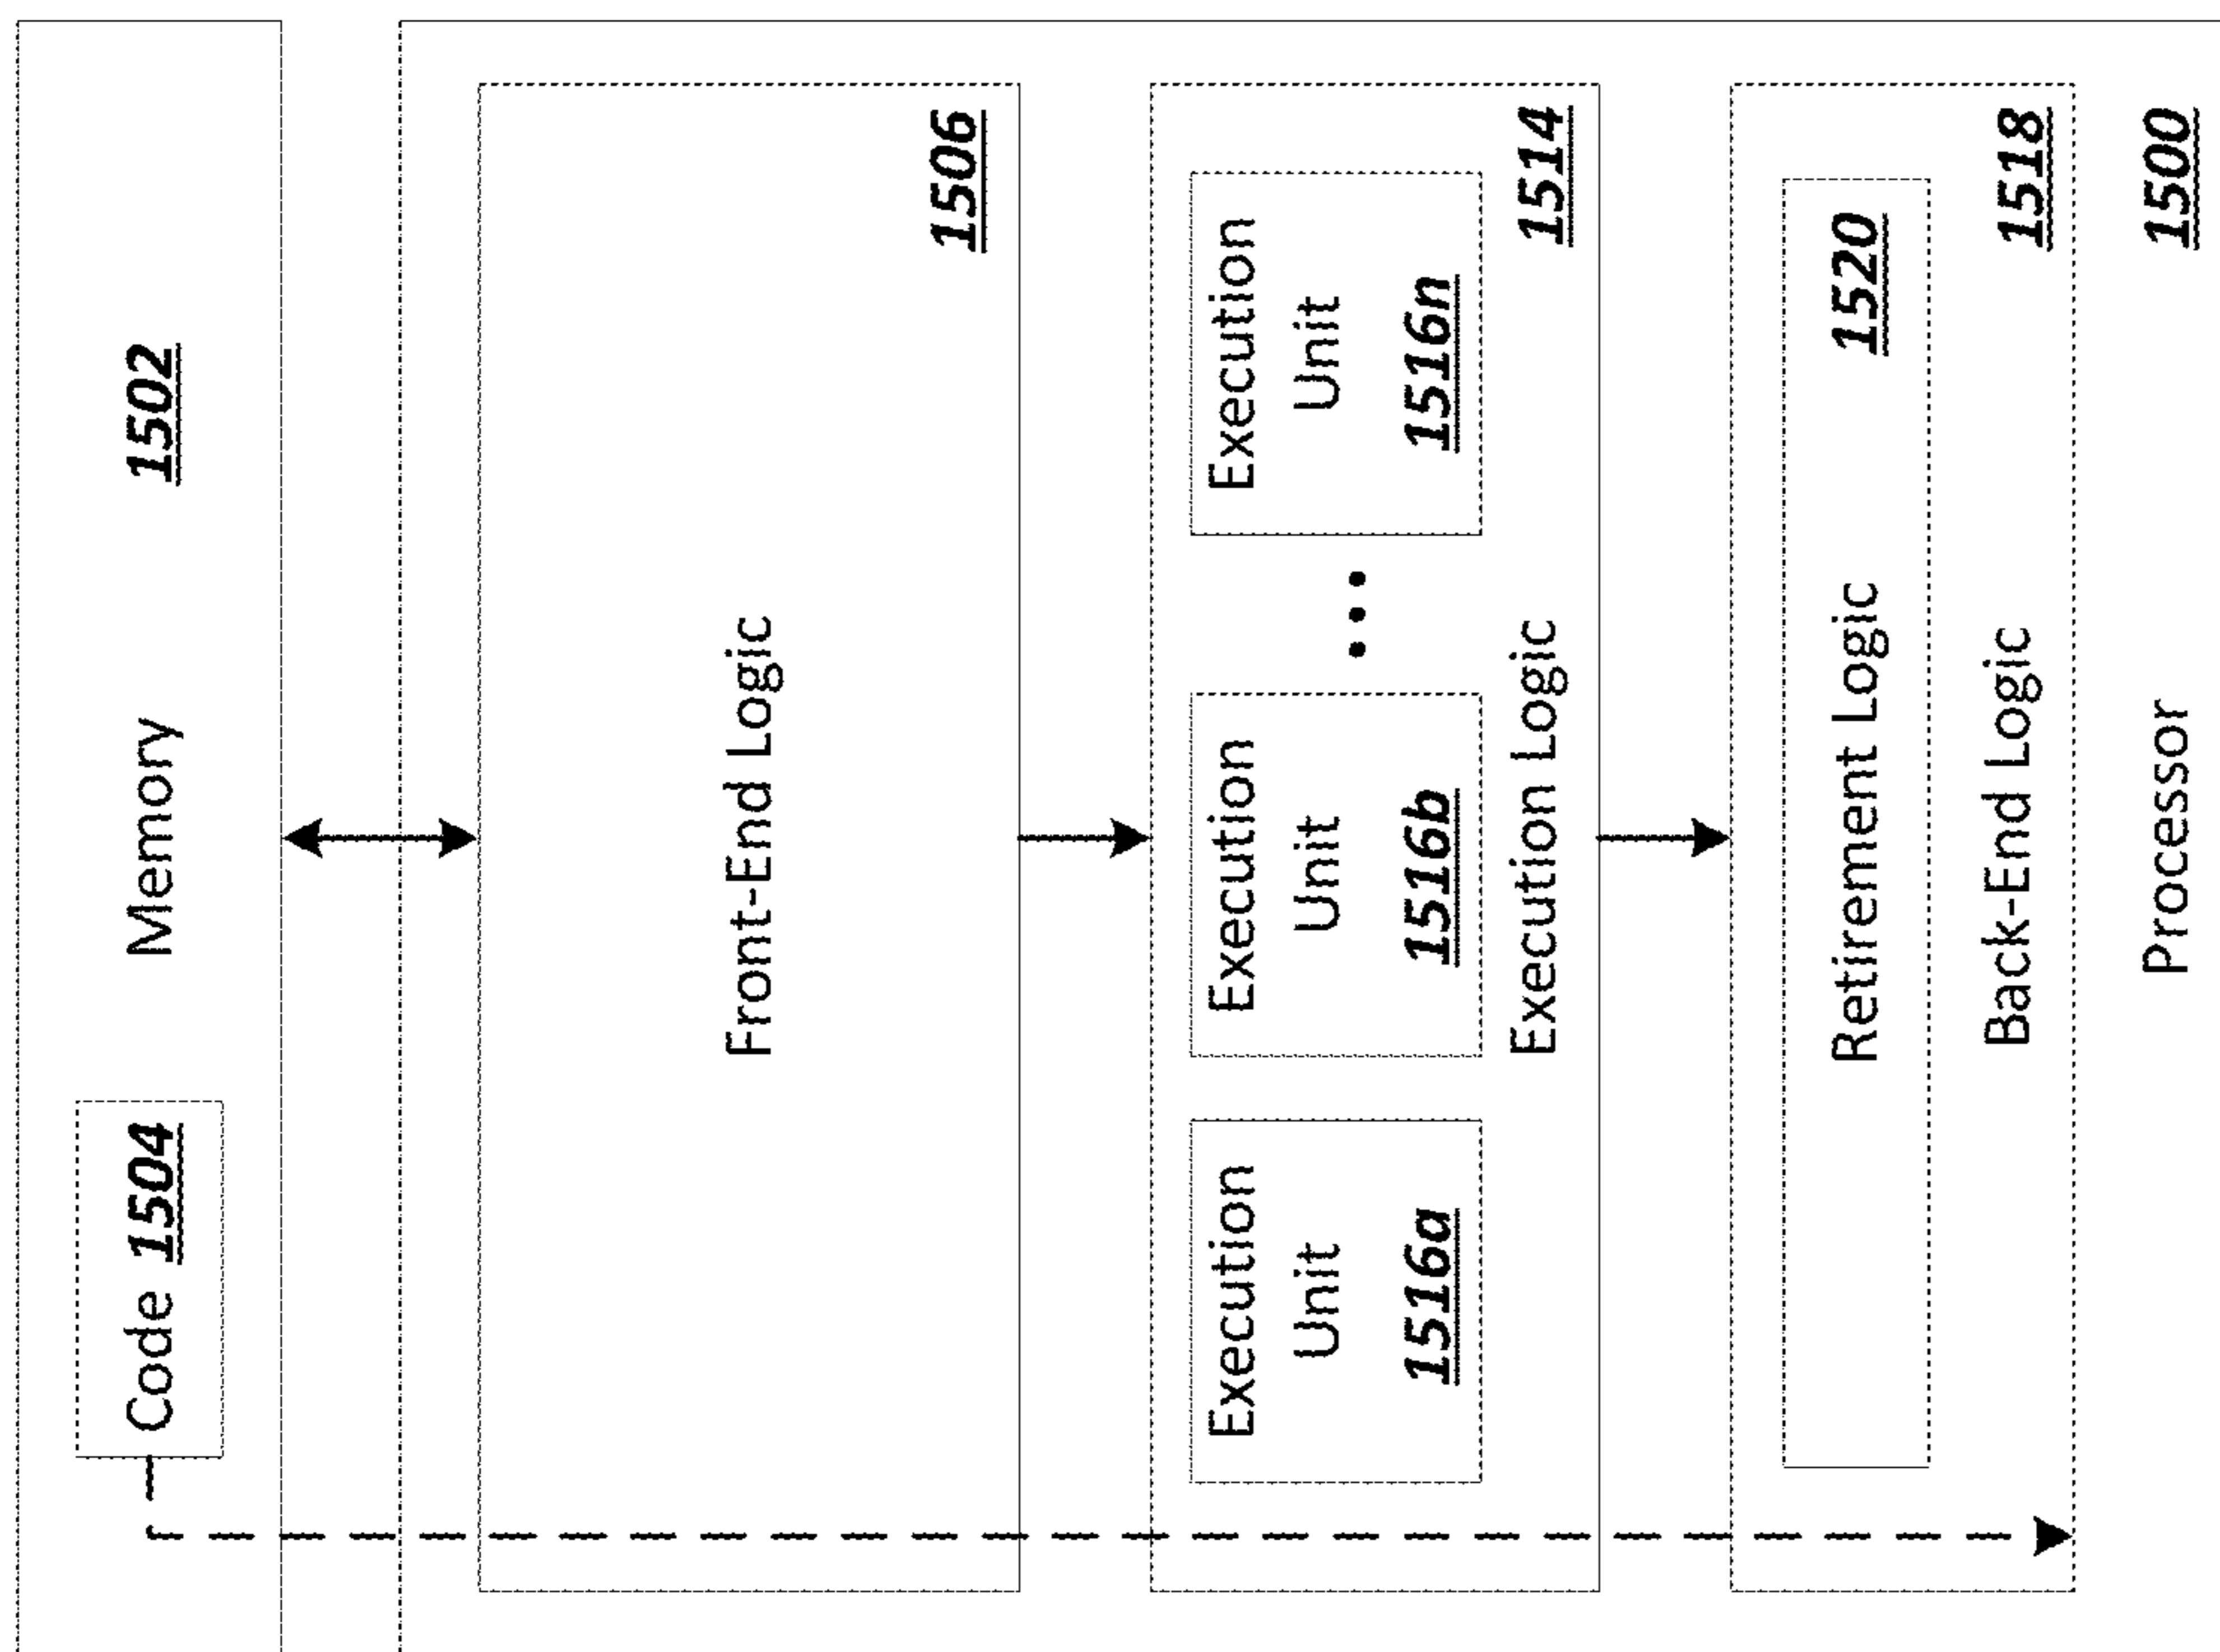 Code 1504
Memory
1502
Front-End Logic
1506
Execution
Unit
1516a
Execution
Unit
1516b
Execution
Unit
1516n
Execution Logic
1514
Retirement Logic
1520
Back-End Logic
1518
Processor
1500